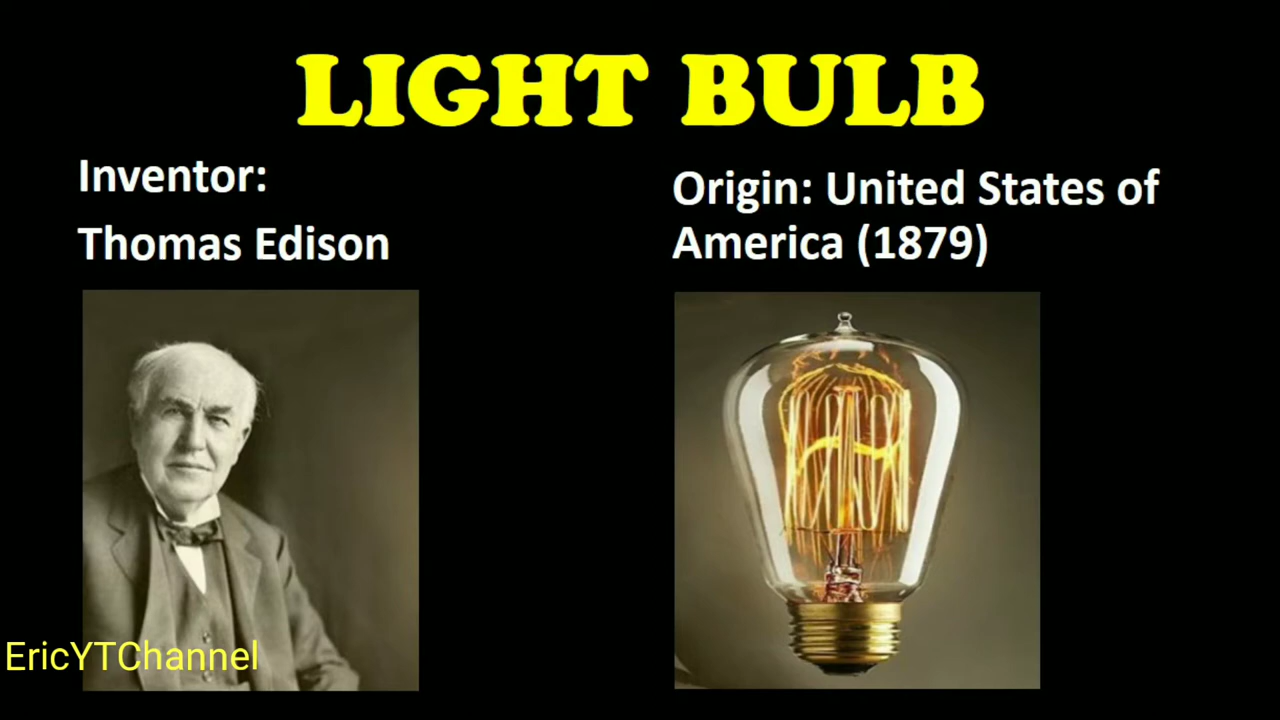 LIGHT BULB
Inventor:
Thomas Edison
Origin: United States of
America (1879)
EricYTChannel